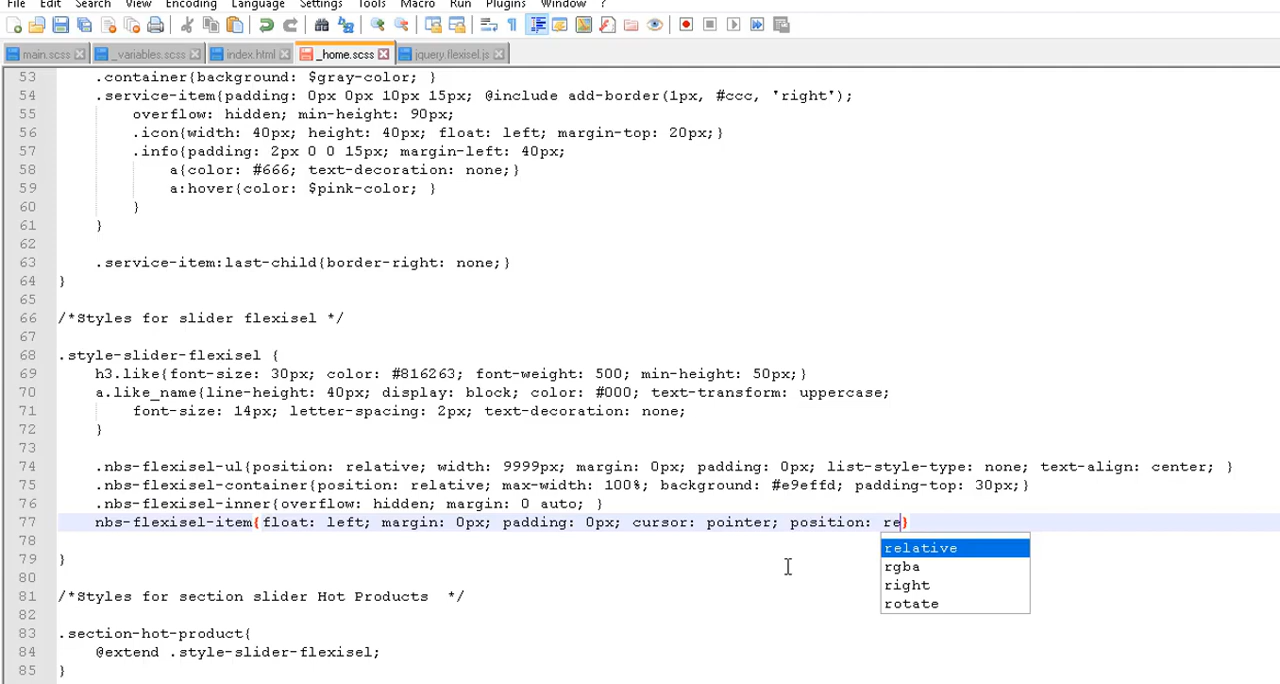 File Edit Search View Encoding Language Settings Tools Macro Run Plugins Window ?
main.scss _variables.scss index.html _home.scss jquery.flexisel.js
53 .container{background: $gray-color; }
54 .service-item{padding: 0px 0px 10px 15px; @include add-border(1px, #ccc, 'right');
55 overflow: hidden; min-height: 90px;
56 .icon{width: 40px; height: 40px; float: left; margin-top: 20px;}
57 .info{padding: 2px 0 0 15px; margin-left: 40px;
58 a{color: #666; text-decoration: none;}
59 a:hover{color: $pink-color; }
60 }
61 }
62
63 .service-item:last-child{border-right: none;}
64 }
65
66 /*Styles for slider flexisel */
67
68 .style-slider-flexisel {
69 h3.like{font-size: 30px; color: #816263; font-weight: 500; min-height: 50px;}
70 a.like_name{line-height: 40px; display: block; color: #000; text-transform: uppercase;
71 font-size: 14px; letter-spacing: 2px; text-decoration: none;
72 }
73
74 .nbs-flexisel-ul{position: relative; width: 9999px; margin: 0px; padding: 0px; list-style-type: none; text-align: center; }
75 .nbs-flexisel-container{position: relative; max-width: 100%; background: #e9effd; padding-top: 30px;}
76 .nbs-flexisel-inner{overflow: hidden; margin: 0 auto; }
77 nbs-flexisel-item{float: left; margin: 0px; padding: 0px; cursor: pointer; position: re}
78
relative
rgba
right
rotate
79 }
80
81 /*Styles for section slider Hot Products */
82
83 .section-hot-product{
84 @extend .style-slider-flexisel;
85 }